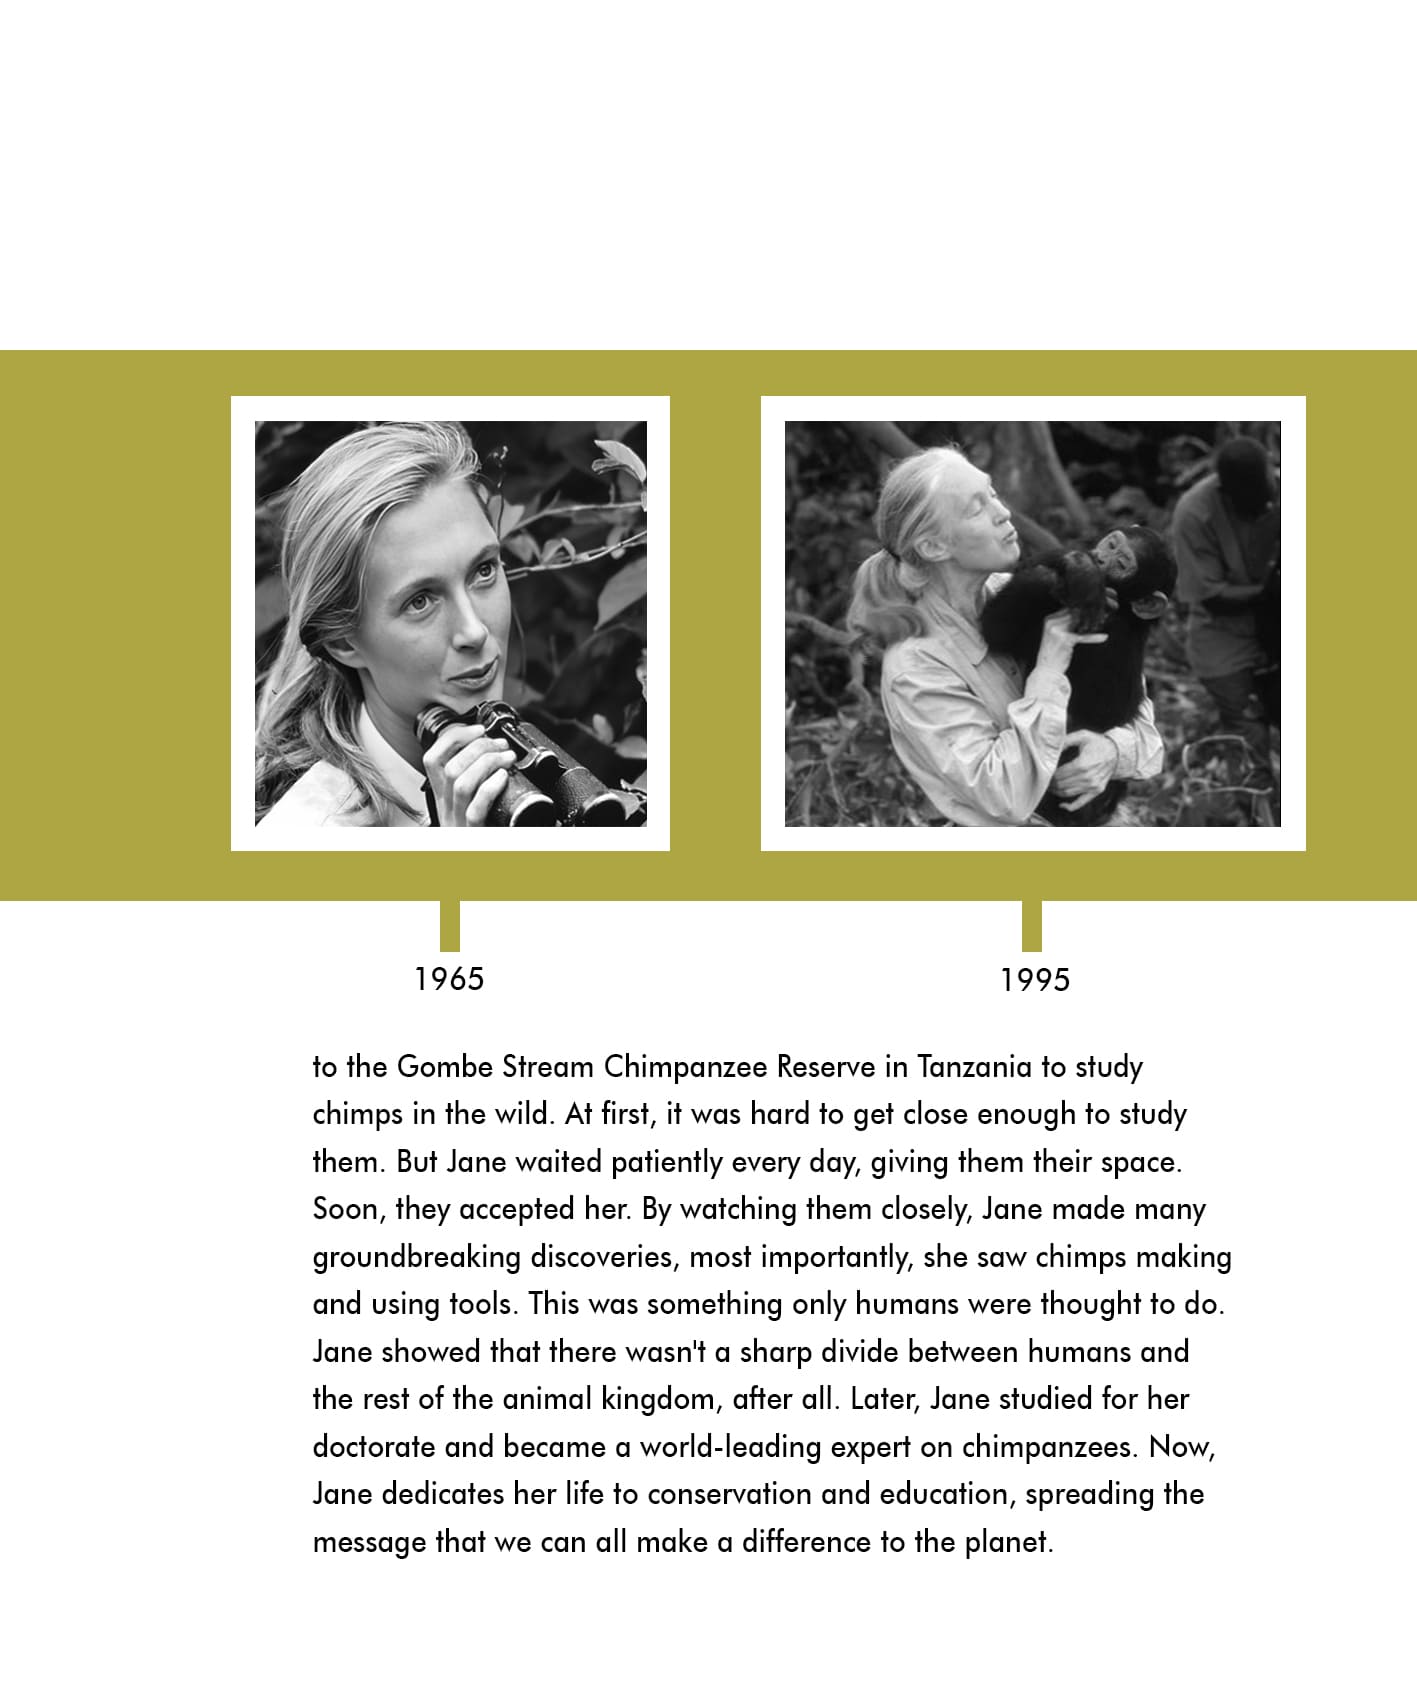 1965
1995
to the Gombe Stream Chimpanzee Reserve in Tanzania to study
chimps in the wild. At first, it was hard to get close enough to study
them. But Jane waited patiently every day, giving them their space.
Soon, they accepted her. By watching them closely, Jane made many
groundbreaking discoveries, most importantly, she saw chimps making
and using tools. This was something only humans were thought to do.
Jane showed that there wasn't a sharp divide between humans and
the rest of the animal kingdom, after all. Later, Jane studied for her
doctorate and became a world-leading expert on chimpanzees. Now,
Jane dedicates her life to conservation and education, spreading the
message that we can all make a difference to the planet.